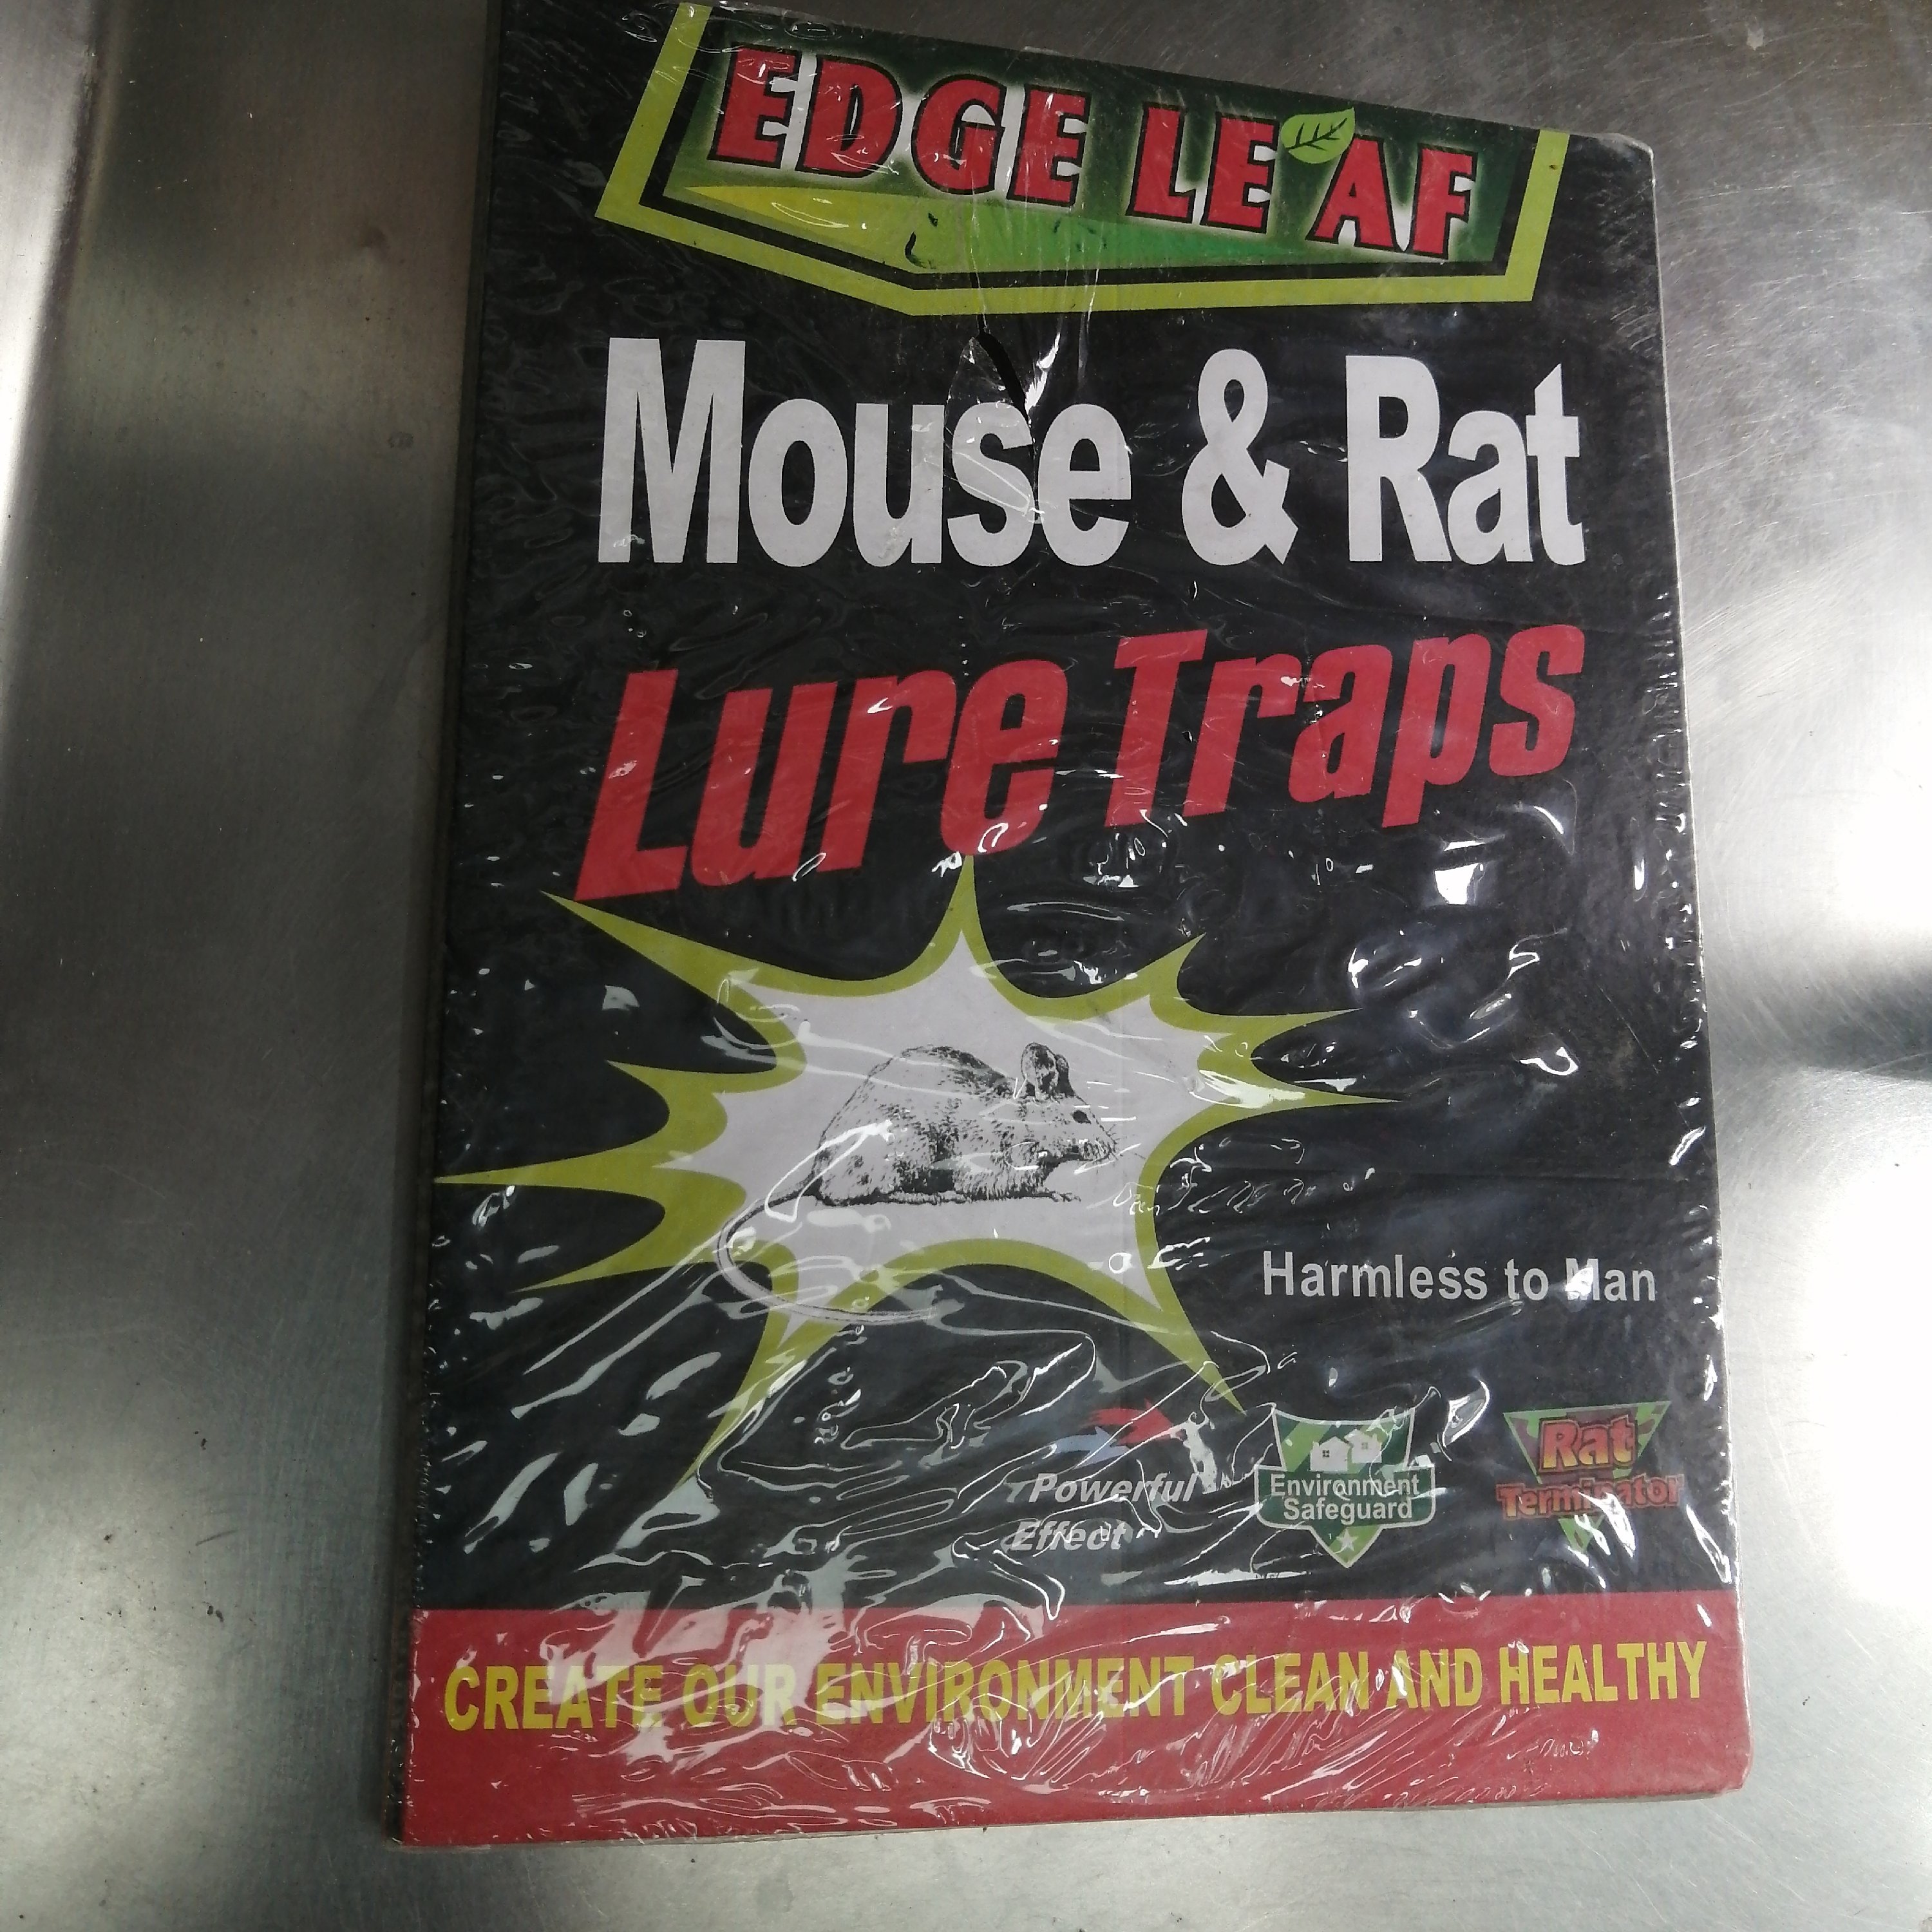 EDGE LEAF
Mouse & Rat
Lure Traps
Harmless to Man
Powerful
Effect
Environment
Safeguard
Rat
Terminator
CREATE OUR ENVIRONMENT CLEAN AND HEALTHY